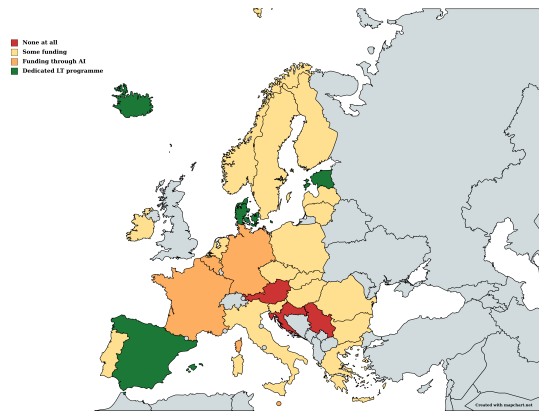 None at all
Some funding
Funding through AI
Dedicated LT programme
Created with mapchart.net